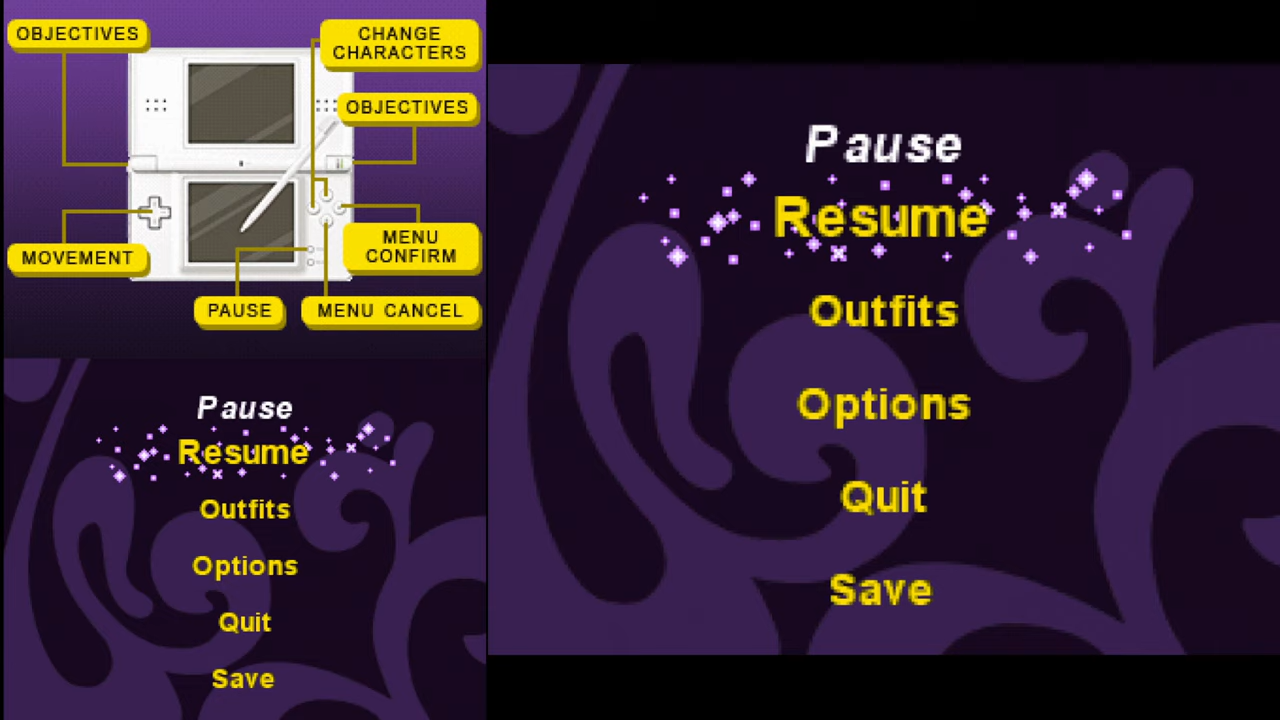 OBJECTIVES
CHANGE
CHARACTERS
OBJECTIVES
MOVEMENT
MENU
CONFIRM
PAUSE
MENU CANCEL
Pause
Resume
Outfits
Options
Quit
Save
Pause
Resume
Outfits
Options
Quit
Save